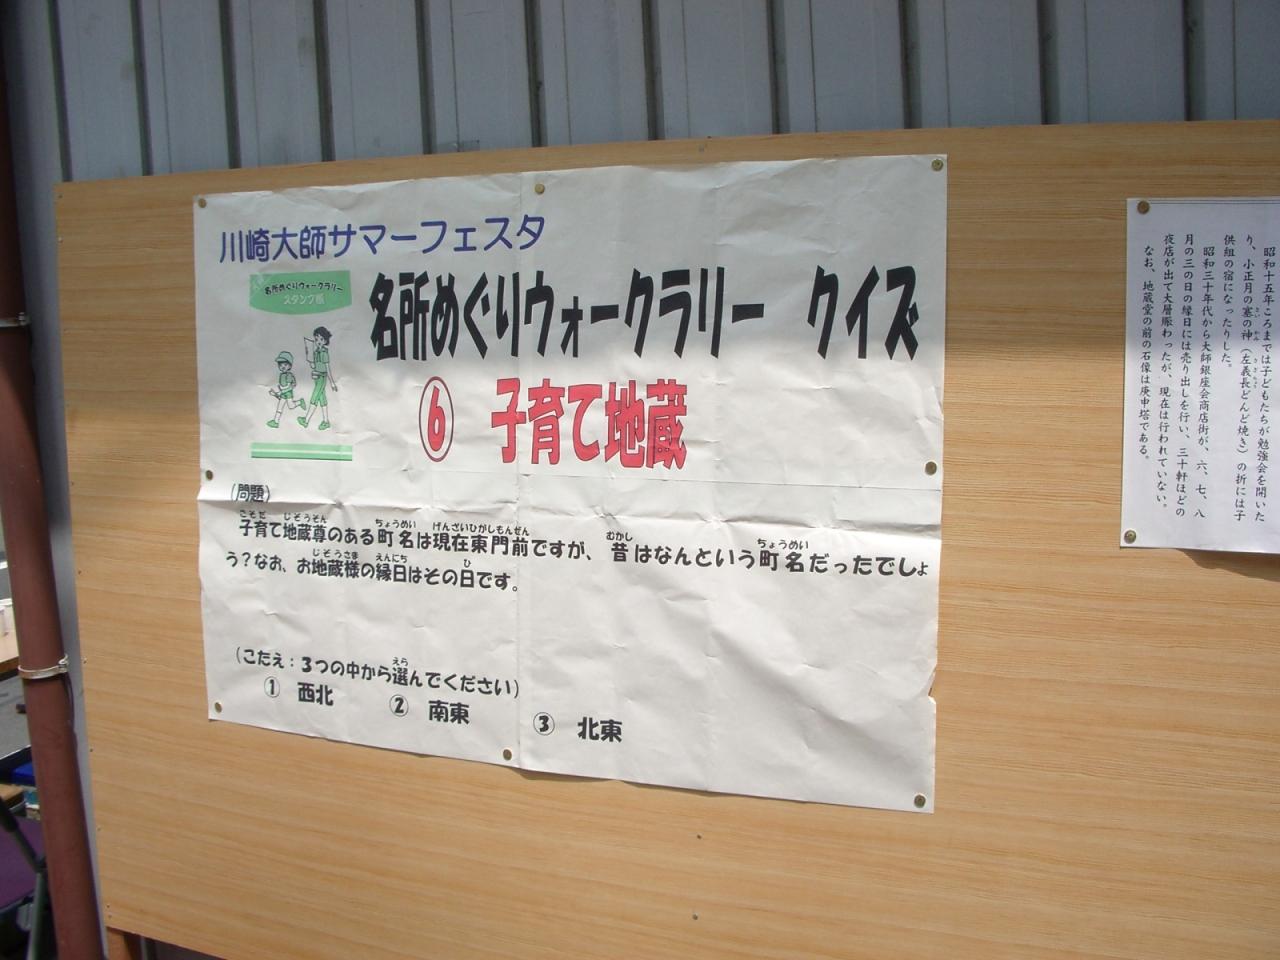 川崎大師サマーフェスタ
名所めぐりウォークラリー
スタンプ帳
名所めぐりウォークラリー クイズ
⑥ 子育て地蔵
(問題)
子育て地蔵尊のある町名は現在東門前ですが、昔はなんという町名だったでしょ
う?なお、お地蔵様の縁日はその日です。
(こたえ:3つの中から選んでください)
① 西北 ② 南東 ③ 北東
昭和十五年ころまでは子どもたちが勉強会を開いた
り、小正月の塞の神(左義長どんど焼き)の折には子
供組の宿になったりした。
昭和三十年代から大師銀座会商店街が、六、七、八
月の三の日の縁日には売り出しを行い、三十軒ほどの
夜店が出て大層賑わったが、現在は行われていない。
なお、地蔵堂の前の石像は庚申塔である。